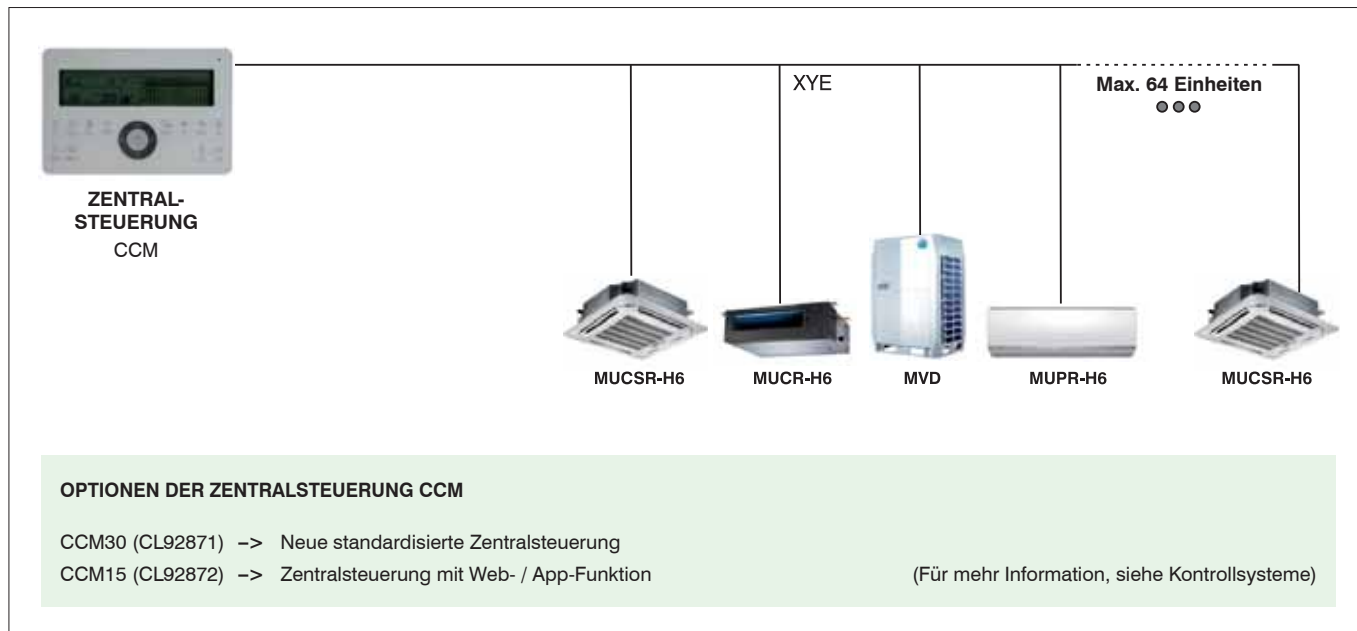 XYE
Max. 64 Einheiten
ZENTRAL-
STEUERUNG
CCM
MUCSR-H6
MUCR-H6
MVD
MUPR-H6
MUCSR-H6
OPTIONEN DER ZENTRALSTEUERUNG CCM
CCM30 (CL92871) –> Neue standardisierte Zentralsteuerung
CCM15 (CL92872) –> Zentralsteuerung mit Web- / App-Funktion (Für mehr Information, siehe Kontrollsysteme)